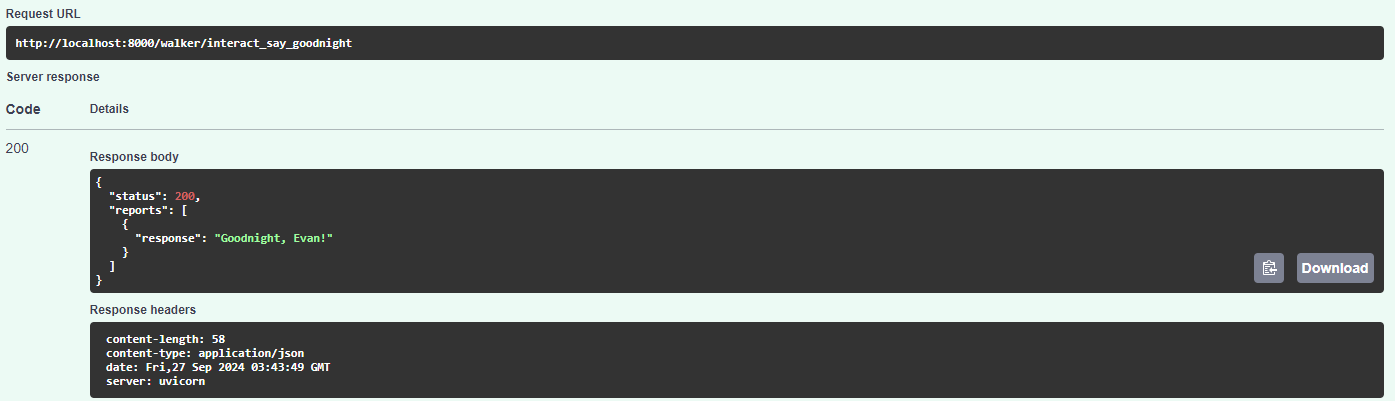 Request URL
http://localhost:8000/walker/interact_say_goodnight
Server response
Code Details
200
Response body
{
  "status": 200,
  "reports": [
    {
      "response": "Goodnight, Evan!"
    }
  ]
}
Download
Response headers
content-length: 58
content-type: application/json
date: Fri,27 Sep 2024 03:43:49 GMT
server: uvicorn